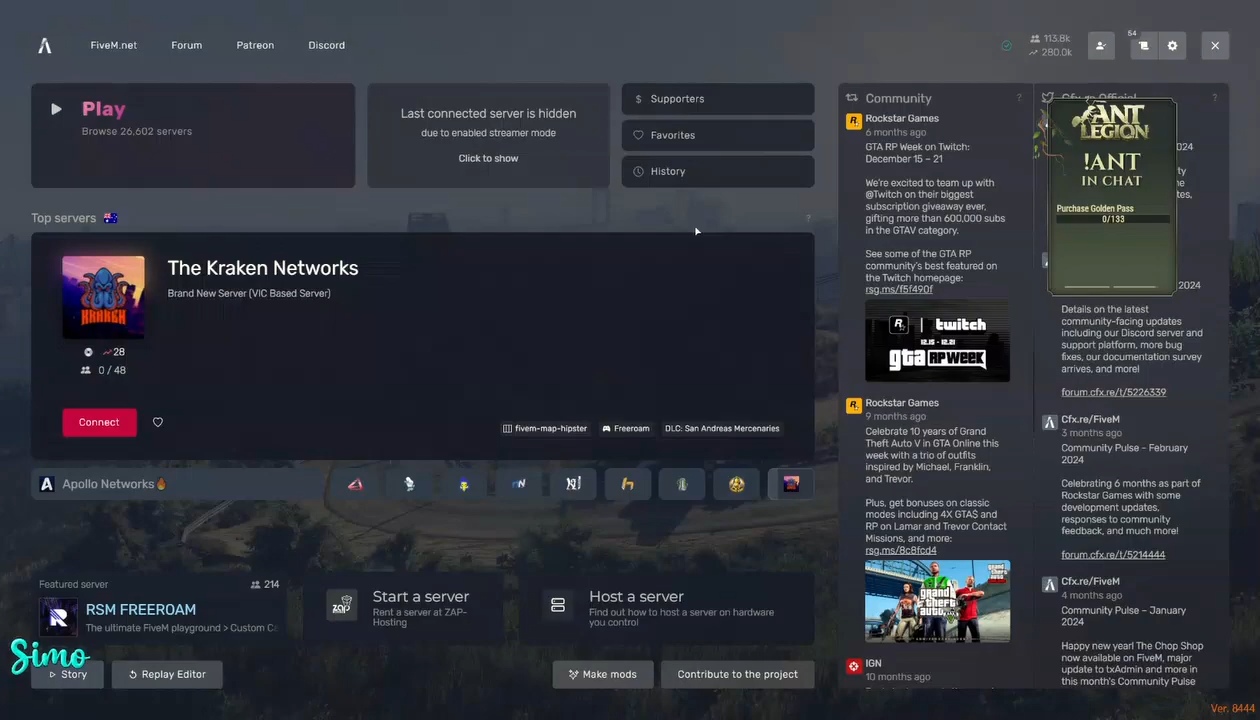 FiveM.net
Forum
Patreon
Discord
113.8k
280.0k
54
Play
Browse 26,602 servers
Last connected server is hidden
due to enabled streamer mode
Click to show
Supporters
Favorites
History
Top servers
?
KRAKEN
The Kraken Networks
Brand New Server (VIC Based Server)
28
0 / 48
Connect
fivem-map-hipster
Freeroam
DLC: San Andreas Mercenaries
Apollo Networks
Featured server
214
RSM FREEROAM
The ultimate FiveM playground > Custom Ca
ZAP
Start a server
Rent a server at ZAP-
Hosting
Host a server
Find out how to host a server on hardware
you control
Simo
Story
Replay Editor
Make mods
Contribute to the project
Community
?
Rockstar Games
6 months ago
GTA RP Week on Twitch:
December 15 – 21
We're excited to team up with
@Twitch on their biggest
subscription giveaway ever,
gifting more than 600,000 subs
in the GTAV category.
See some of the GTA RP
community's best featured on
the Twitch homepage:
rsg.ms/f5f490f
R
twitch
12.15 - 12.21
gta RP WEEK
Rockstar Games
9 months ago
Celebrate 10 years of Grand
Theft Auto V in GTA Online this
week with a trio of outfits
inspired by Michael, Franklin,
and Trevor.
Plus, get bonuses on classic
modes including 4X GTA$ and
RP on Lamar and Trevor Contact
Missions, and more:
rsg.ms/8c8fcd4
IGN
10 months ago
Cfx.re Official
?
2024
ANT
LEGION
!ANT
IN CHAT
Purchase Golden Pass
0/133
2024
Details on the latest
community-facing updates
including our Discord server and
support platform, more bug
fixes, our documentation survey
arrives, and more!
forum.cfx.re/t/5226339
Cfx.re/FiveM
3 months ago
Community Pulse - February
2024
Celebrating 6 months as part of
Rockstar Games with some
development updates,
responses to community
feedback, and much more!
forum.cfx.re/t/5214444
Cfx.re/FiveM
4 months ago
Community Pulse – January
2024
Happy new year! The Chop Shop
now available on FiveM, major
update to txAdmin and more in
this month's Community Pulse
Ver. 8444